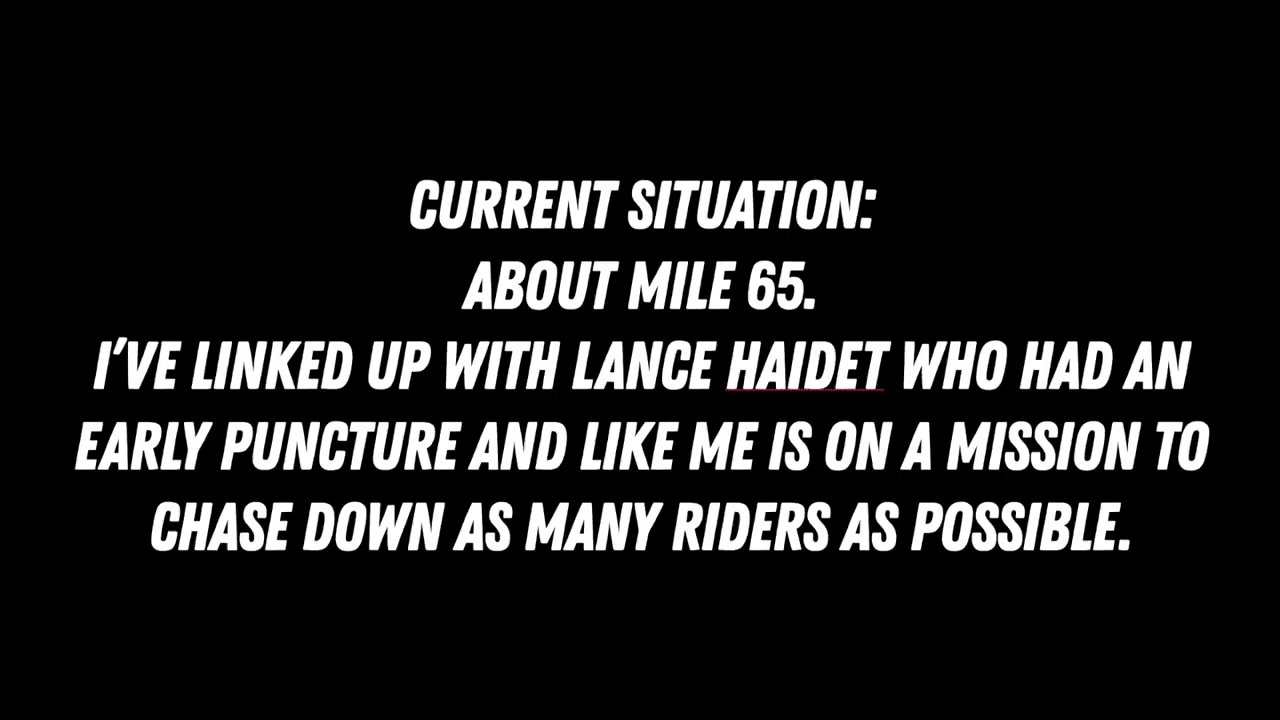 CURRENT SITUATION:
ABOUT MILE 65.
I'VE LINKED UP WITH LANCE HAIDET WHO HAD AN
EARLY PUNCTURE AND LIKE ME IS ON A MISSION TO
CHASE DOWN AS MANY RIDERS AS POSSIBLE.